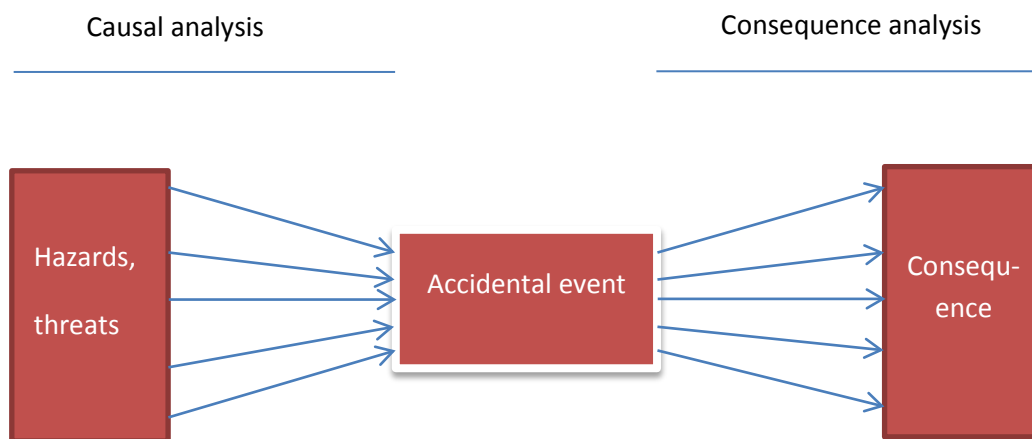 Causal analysis
Consequence analysis
Hazards,
threats
Accidental event
Consequ-
ence